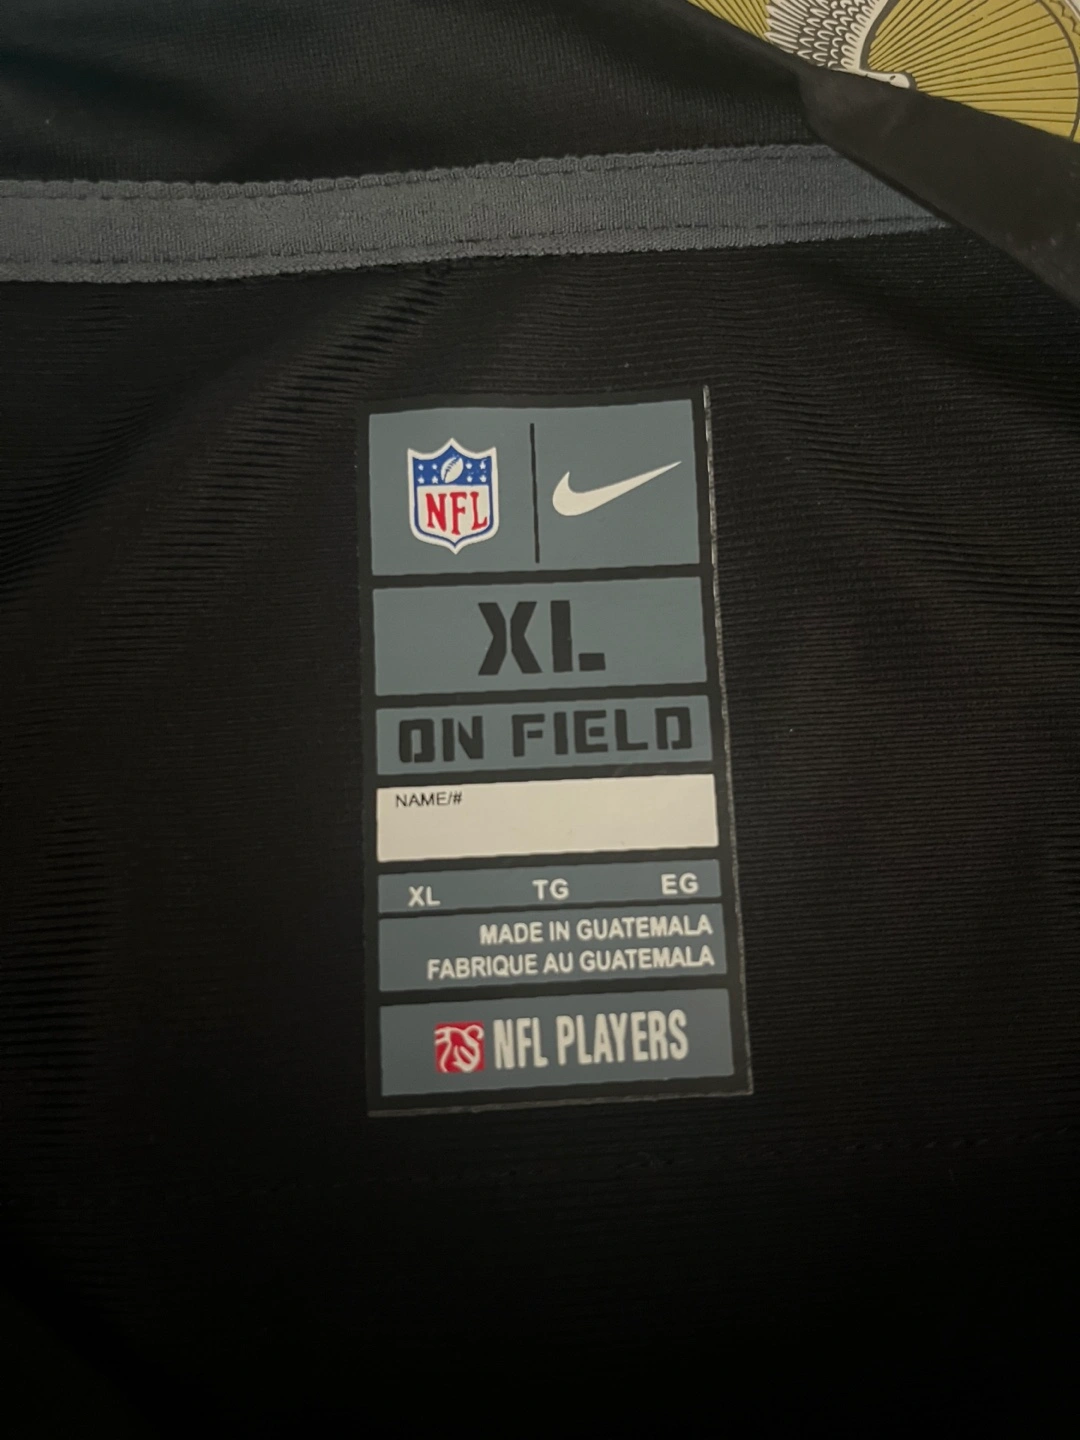 NFL
XL
ON FIELD
NAME/#
XL TG EG
MADE IN GUATEMALA
FABRIQUE AU GUATEMALA
NFL PLAYERS